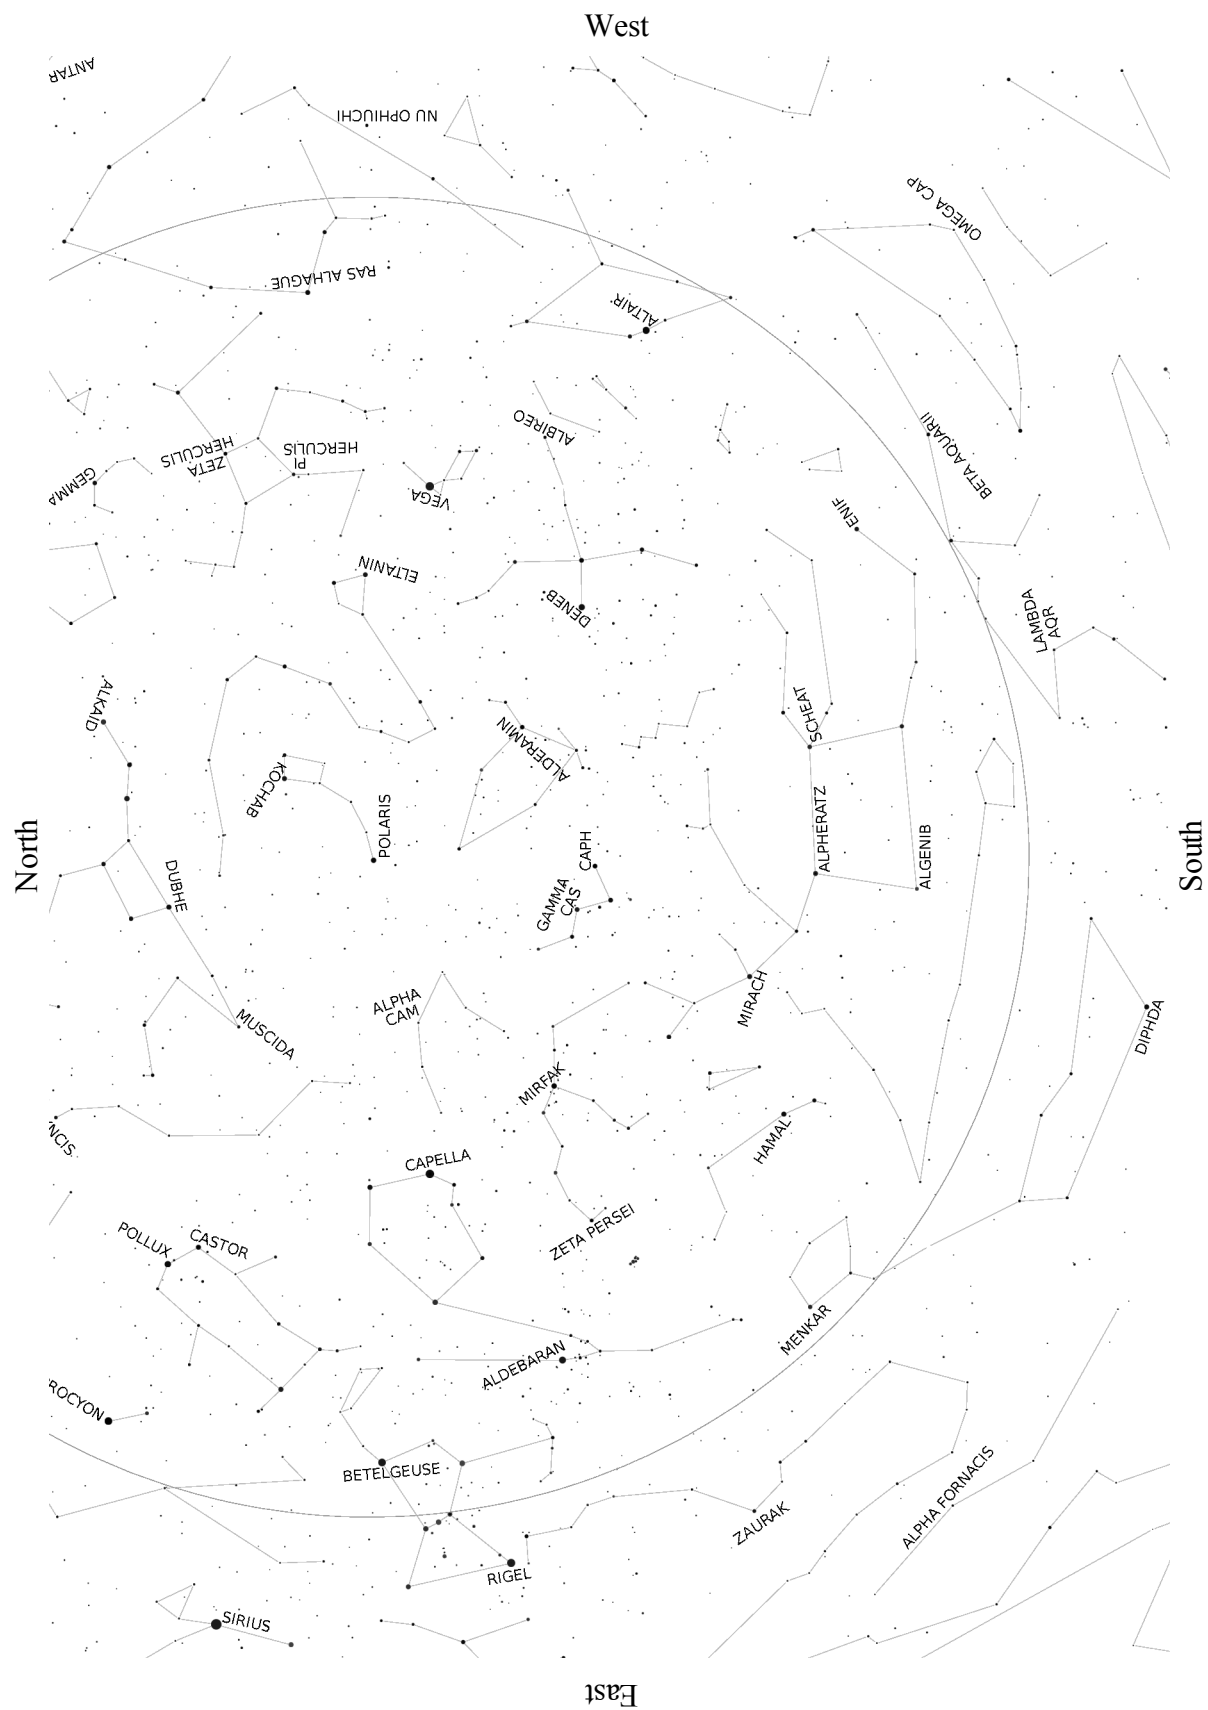 West
ANTAR
NU OPHIUCHI
OMEGA CAP
RAS ALHAGUE
ALTAIR
ALBIREO
BETA AQUARII
ZETA
HERCULIS
PI
HERCULIS
GEMMA
VEGA
ENIF
ELTANIN
DENEB
LAMBDA
AQR
ALKAID
SCHEAT
ALDERAMIN
KOCHAB
POLARIS
ALPHERATZ
North
South
CAPH
ALGENIB
DUBHE
GAMMA
CAS
ALPHA
CAM
MIRACH
DIPHDA
MUSCIDA
MIRFAK
NCIS
HAMAL
CAPELLA
ZETA PERSEI
POLLUX
CASTOR
MENKAR
ALDEBARAN
ROCYON
BETELGEUSE
ZAURAK
ALPHA FORNACIS
RIGEL
SIRIUS
East